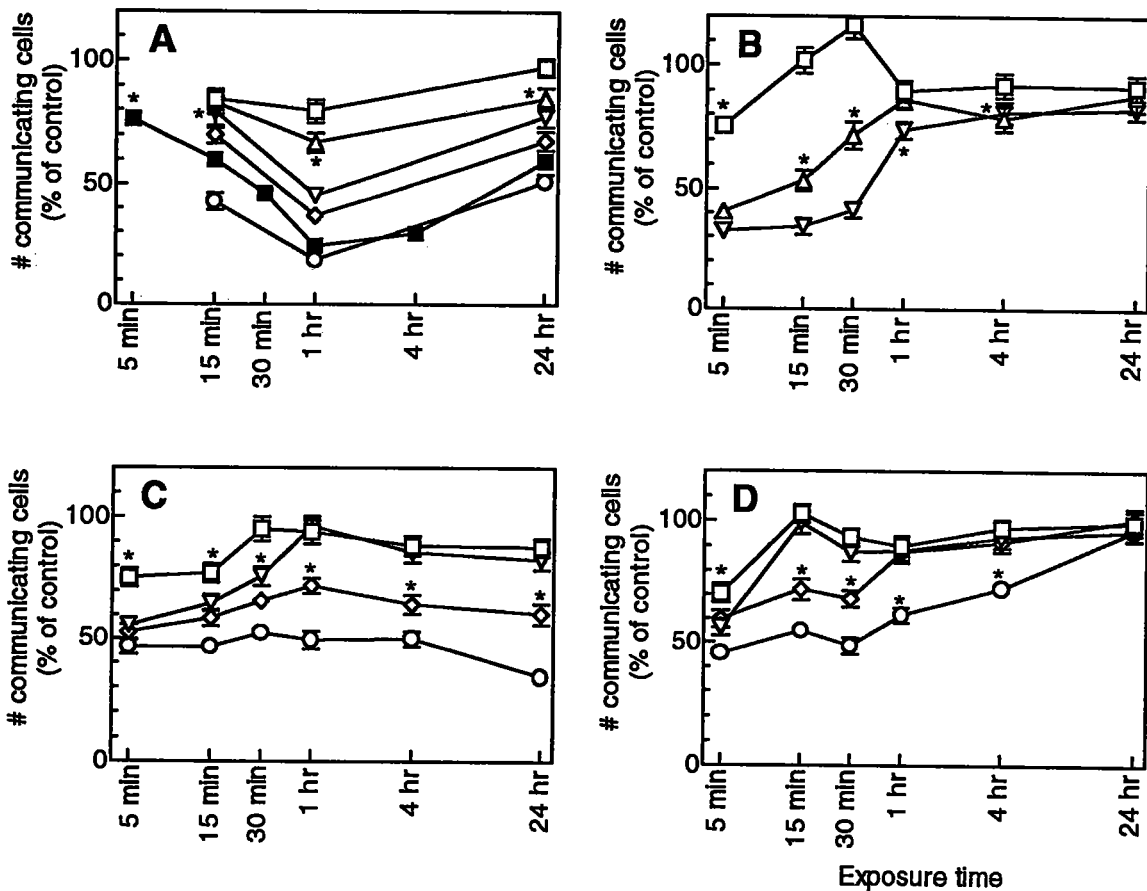 A
# communicating cells
(% of control)
100
50
0
5 min
15 min
30 min
1 hr
4 hr
24 hr
B
# communicating cells
(% of control)
100
50
0
5 min
15 min
30 min
1 hr
4 hr
24 hr
C
# communicating cells
(% of control)
100
50
0
5 min
15 min
30 min
1 hr
4 hr
24 hr
D
# communicating cells
(% of control)
100
50
0
5 min
15 min
30 min
1 hr
4 hr
24 hr
Exposure time